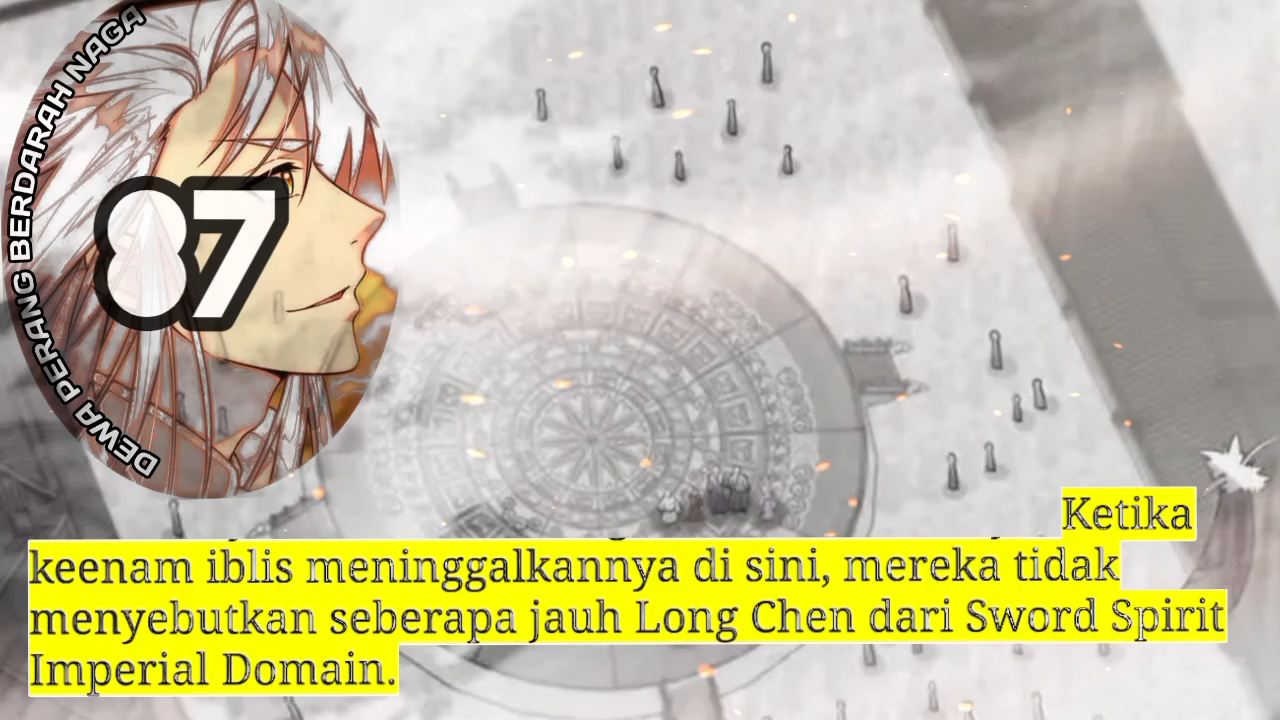 DEWA PERANG BERDARAH NAGA
87
Ketika
keenam iblis meninggalkannya di sini, mereka tidak
menyebutkan seberapa jauh Long Chen dari Sword Spirit
Imperial Domain.